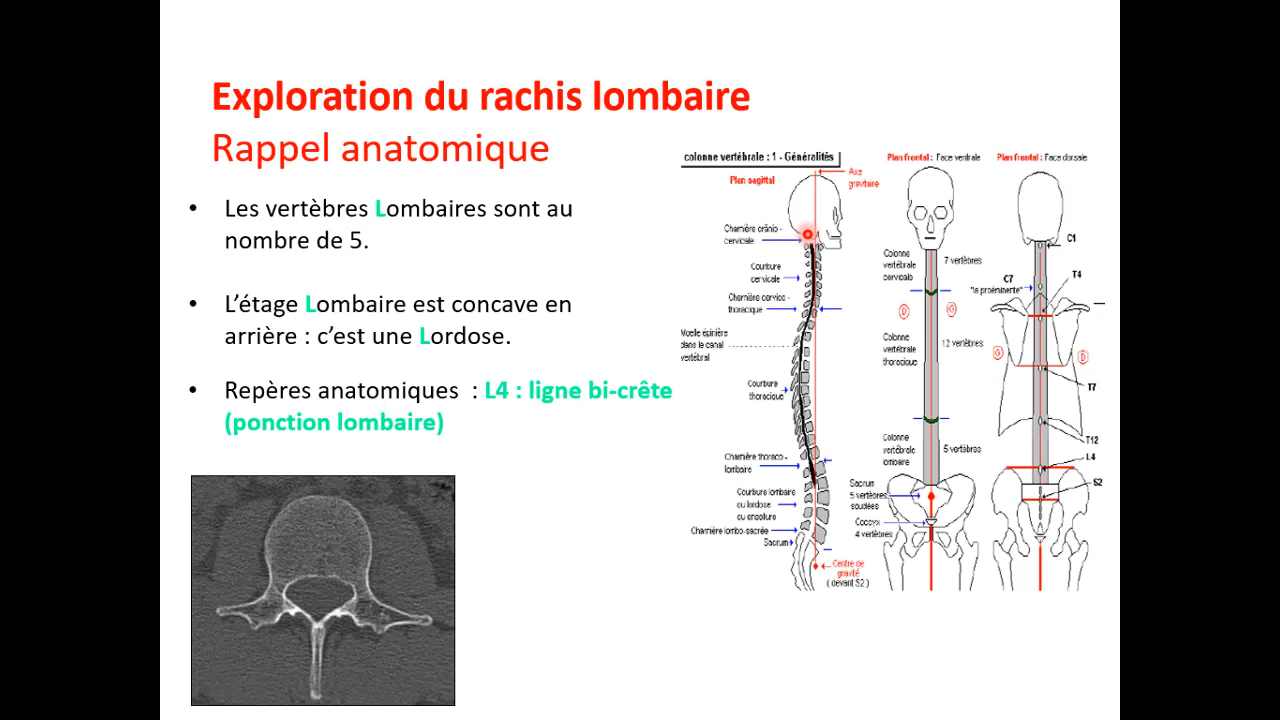 Exploration du rachis lombaire
Rappel anatomique
• Les vertèbres Lombaires sont au
nombre de 5.
• L’étage Lombaire est concave en
arrière : c’est une Lordose.
• Repères anatomiques : L4 : ligne bi-crête
(ponction lombaire)
colonne vertébrale : 1 - Généralités
Plan sagittal
Axe
gravitaire
Charnière crânio -
cervicale
Courbure
cervicale
Charnière cervico -
thoracique
Moelle épinière
dans le canal
vertébral
Courbure
thoracique
Charnière thoraco -
lombaire
Courbure lombaire
ou lordose
ou ensellure
Charnière lombo-sacrée
Sacrum
Centre de
gravité
( devant S2 )
Plan frontal : Face ventrale
Colonne
vertébrale
cervicale
7 vertèbres
D
G
Colonne
vertébrale
thoracique
12 vertèbres
Colonne
vertébrale
lombaire
5 vertèbres
Sacrum
5 vertèbres
soudées
Coccyx
4 vertèbres
Plan frontal : Face dorsale
C1
C7
"la proéminente"
T4
G
D
T7
T12
L4
S2